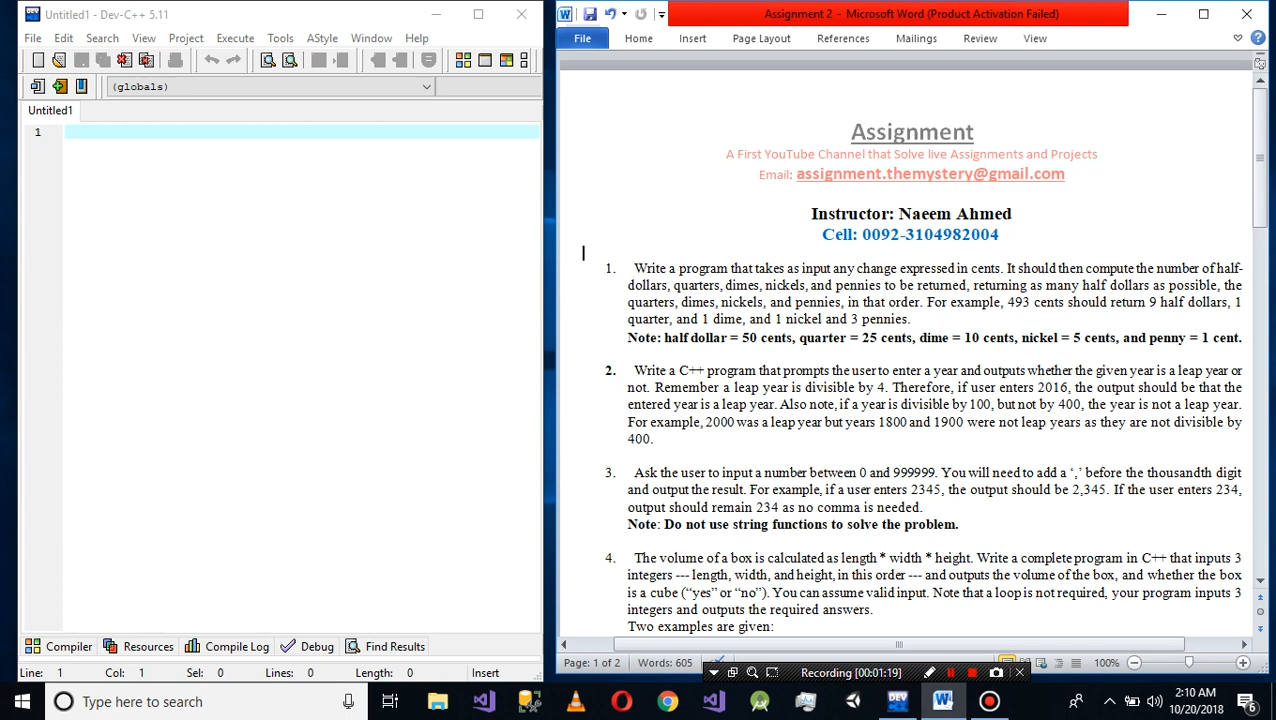 Untitled1 - Dev-C++ 5.11
File Edit Search View Project Execute Tools AStyle Window Help
(globals)
Untitled1
1
Compiler Resources Compile Log Debug Find Results
Line: 1 Col: 1 Sel: 0 Lines: 0 Length: 0 Insert
Assignment 2 - Microsoft Word (Product Activation Failed)
File Home Insert Page Layout References Mailings Review View
Assignment
A First YouTube Channel that Solve live Assignments and Projects
Email: assignment.themystery@gmail.com
Instructor: Naeem Ahmed
Cell: 0092-3104982004
1. Write a program that takes as input any change expressed in cents. It should then compute the number of half-
dollars, quarters, dimes, nickels, and pennies to be returned, returning as many half dollars as possible, the
quarters, dimes, nickels, and pennies, in that order. For example, 493 cents should return 9 half dollars, 1
quarter, and 1 dime, and 1 nickel and 3 pennies.
Note: half dollar = 50 cents, quarter = 25 cents, dime = 10 cents, nickel = 5 cents, and penny = 1 cent.
2. Write a C++ program that prompts the user to enter a year and outputs whether the given year is a leap year or
not. Remember a leap year is divisible by 4. Therefore, if user enters 2016, the output should be that the
entered year is a leap year. Also note, if a year is divisible by 100, but not by 400, the year is not a leap year.
For example, 2000 was a leap year but years 1800 and 1900 were not leap years as they are not divisible by
400.
3. Ask the user to input a number between 0 and 999999. You will need to add a ‘,’ before the thousandth digit
and output the result. For example, if a user enters 2345, the output should be 2,345. If the user enters 234,
output should remain 234 as no comma is needed.
Note: Do not use string functions to solve the problem.
4. The volume of a box is calculated as length * width * height. Write a complete program in C++ that inputs 3
integers --- length, width, and height, in this order --- and outputs the volume of the box, and whether the box
is a cube (“yes” or “no”). You can assume valid input. Note that a loop is not required, your program inputs 3
integers and outputs the required answers.
Two examples are given:
Page: 1 of 2 Words: 605 100%
Recording [00:01:19]
Type here to search
DEV
2:10 AM
10/20/2018
6